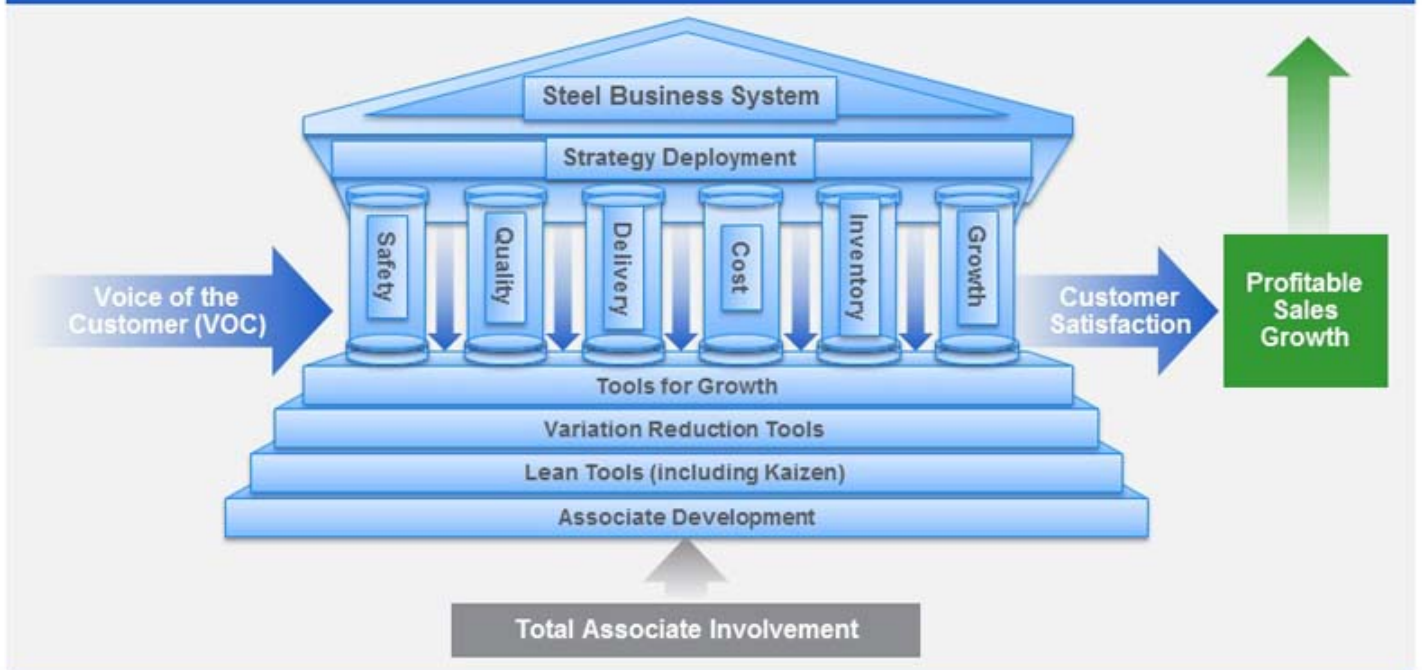 Steel Business System
Strategy Deployment
Safety
Quality
Delivery
Cost
Inventory
Growth
Voice of the
Customer (VOC)
Customer
Satisfaction
Profitable
Sales
Growth
Tools for Growth
Variation Reduction Tools
Lean Tools (including Kaizen)
Associate Development
Total Associate Involvement